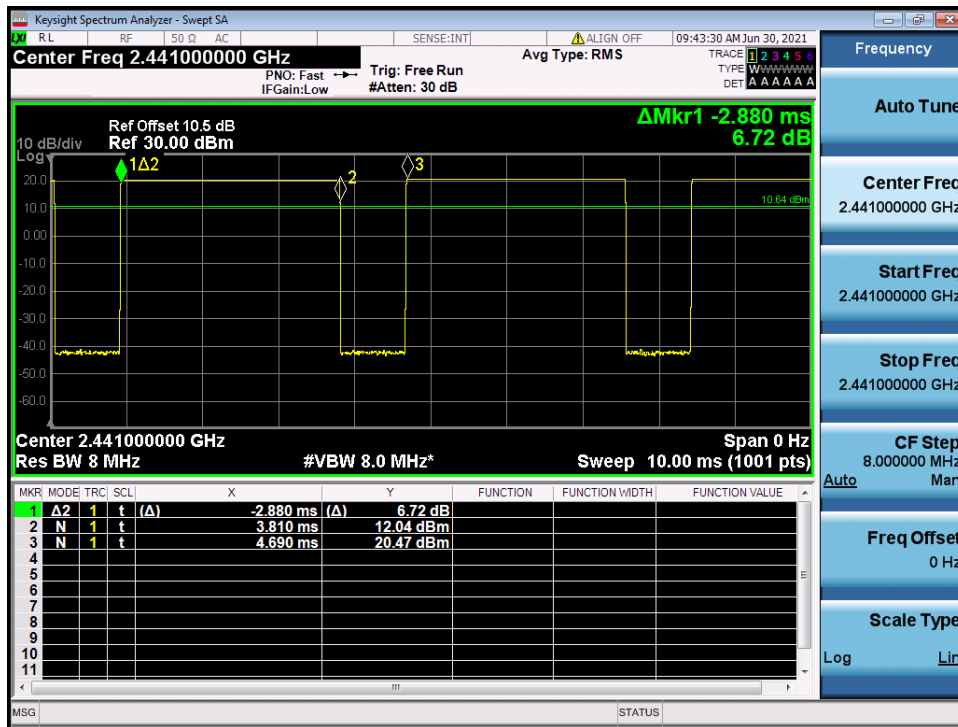 Keysight Spectrum Analyzer - Swept SA
LXI RL RF 50 Ω AC SENSE:INT ALIGN OFF 09:43:30 AM Jun 30, 2021
Center Freq 2.441000000 GHz
PNO: Fast
IFGain:Low
Trig: Free Run
#Atten: 30 dB
Avg Type: RMS
TRACE 1 2 3 4 5 6
TYPE W W W W W W
DET A A A A A A
ΔMkr1 -2.880 ms
6.72 dB
Ref Offset 10.5 dB
10 dB/div Ref 30.00 dBm
Log
1Δ2
2
3
20.0
10.0
10.64 dBm
0.00
-10.0
-20.0
-30.0
-40.0
-50.0
-60.0
Center 2.441000000 GHz Span 0 Hz
Res BW 8 MHz #VBW 8.0 MHz* Sweep 10.00 ms (1001 pts)
MKR MODE TRC SCL X Y FUNCTION FUNCTION WIDTH FUNCTION VALUE
1 Δ2 1 t (Δ) -2.880 ms (Δ) 6.72 dB
2 N 1 t 3.810 ms 12.04 dBm
3 N 1 t 4.690 ms 20.47 dBm
4
5
6
7
8
9
10
11
MSG STATUS
Frequency
Auto Tune
Center Freq
2.441000000 GHz
Start Freq
2.441000000 GHz
Stop Freq
2.441000000 GHz
CF Step
8.000000 MHz
Auto Man
Freq Offset
0 Hz
Scale Type
Log Lin